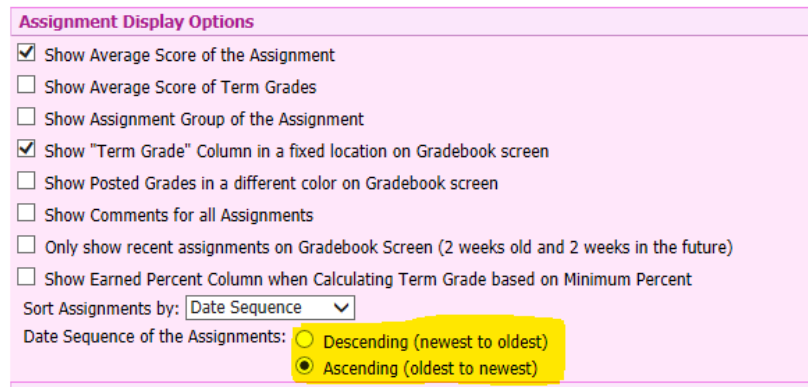 Assignment Display Options
Show Average Score of the Assignment
Show Average Score of Term Grades
Show Assignment Group of the Assignment
Show "Term Grade" Column in a fixed location on Gradebook screen
Show Posted Grades in a different color on Gradebook screen
Show Comments for all Assignments
Only show recent assignments on Gradebook Screen (2 weeks old and 2 weeks in the future)
Show Earned Percent Column when Calculating Term Grade based on Minimum Percent
Sort Assignments by: Date Sequence
Date Sequence of the Assignments: Descending (newest to oldest)
Ascending (oldest to newest)